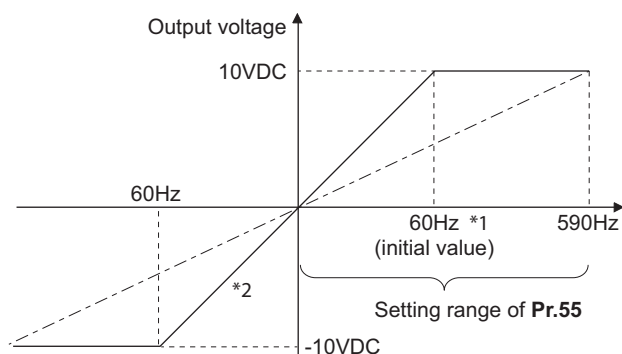 Output voltage
10VDC
60Hz
60Hz *1
590Hz
(initial value)
*2
Setting range of Pr.55
-10VDC